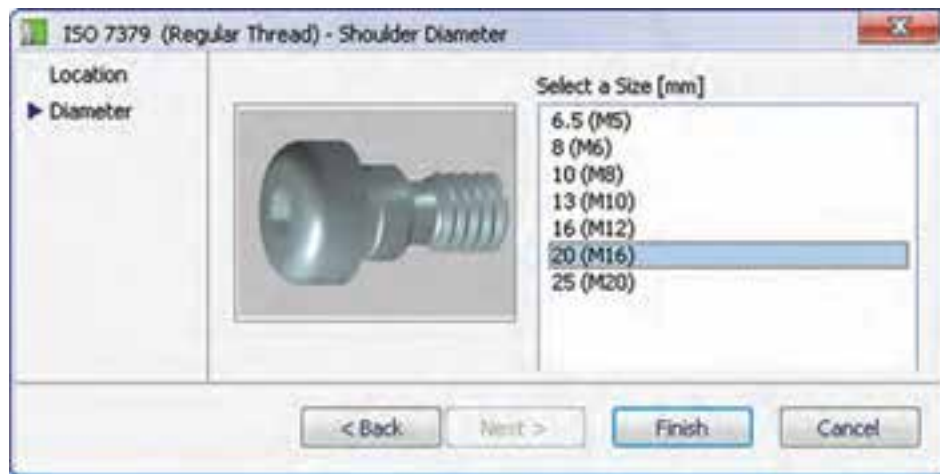 ISO 7379 (Regular Thread) - Shoulder Diameter
Location
Diameter
Select a Size [mm]
6.5 (M5)
8 (M6)
10 (M8)
13 (M10)
16 (M12)
20 (M16)
25 (M20)
< Back
Next >
Finish
Cancel